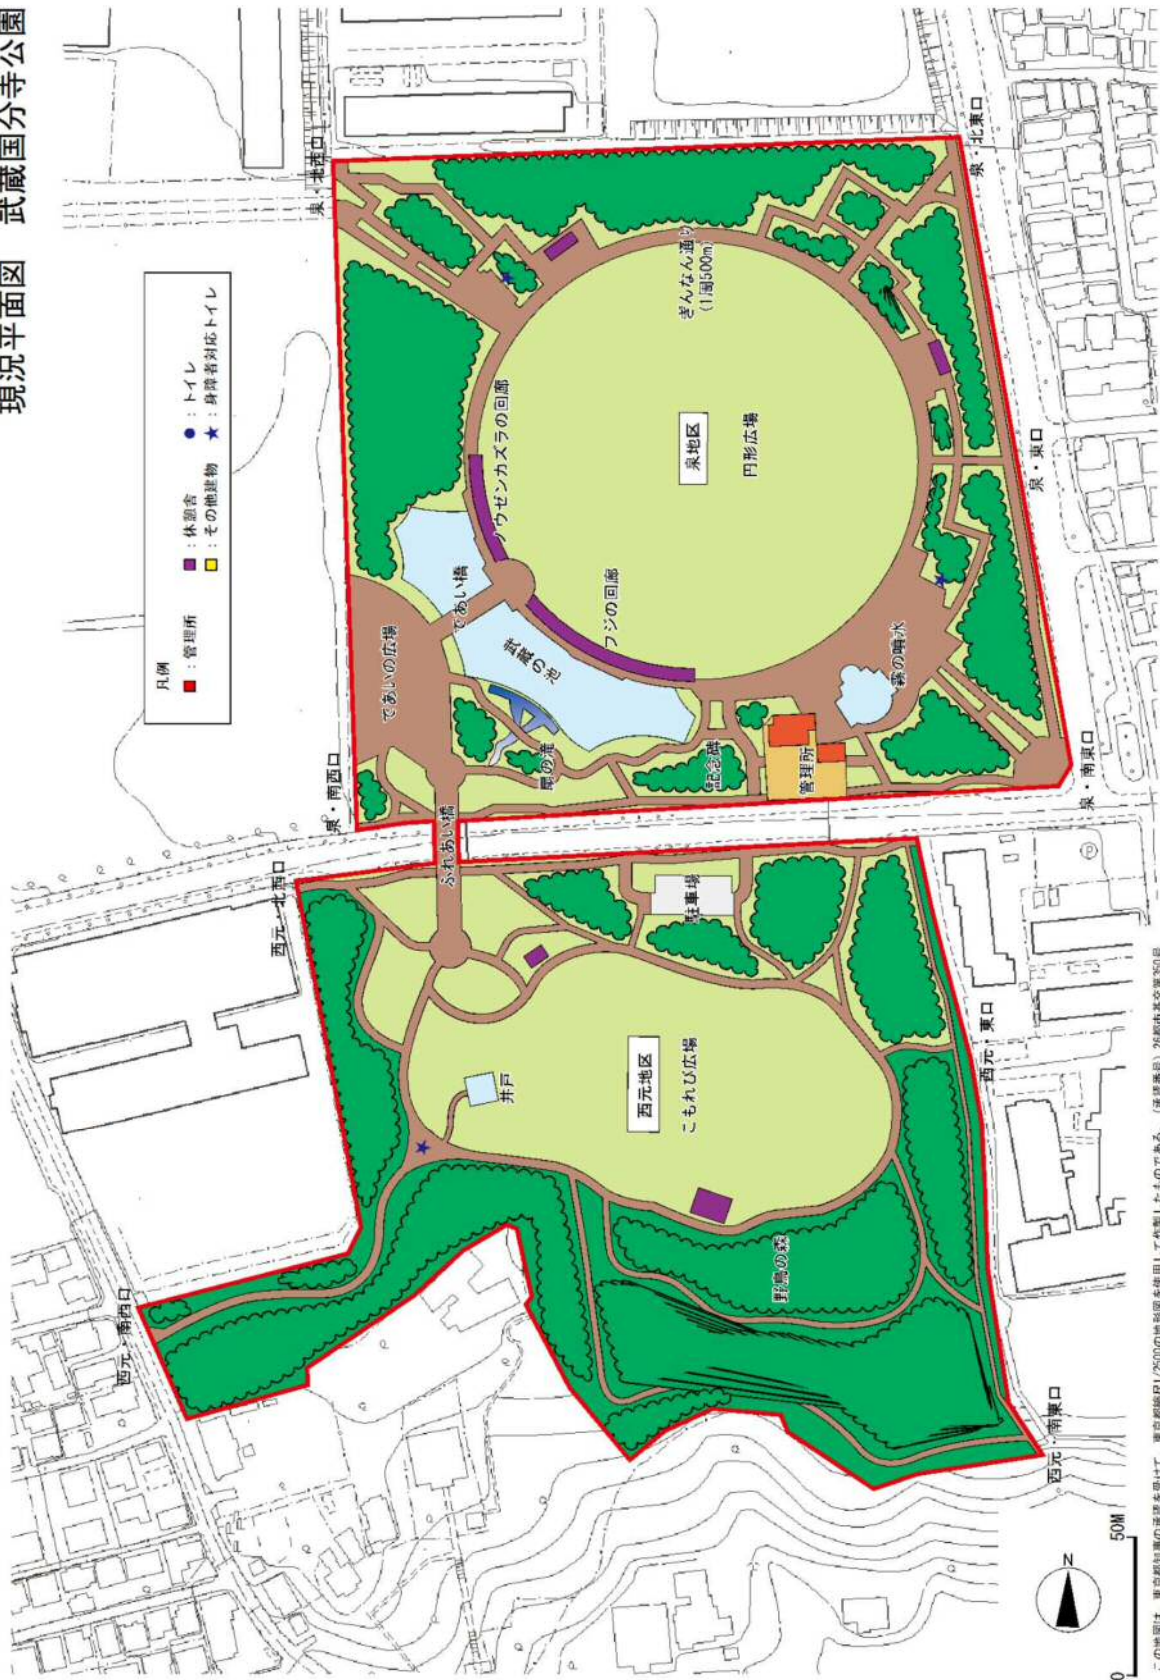 現況平面図　武蔵国分寺公園
凡例
■：管理所
■：休憩舎
■：その他建物
●：トイレ
★：身障者対応トイレ
泉・北西口
泉・北東口
泉・東口
泉・南東口
泉・南西口
ぎんなん通り
（1周500m）
ノウゼンカズラの回廊
泉地区
円形広場
フジの回廊
であい橋
であいの広場
武蔵の池
扇の滝
霧の噴水
記念碑
管理所
ふれあい橋
西元・北西口
駐車場
西元地区
こもれび広場
井戸
西元・東口
野鳥の森
西元・南西口
西元・南東口
N
0
50M